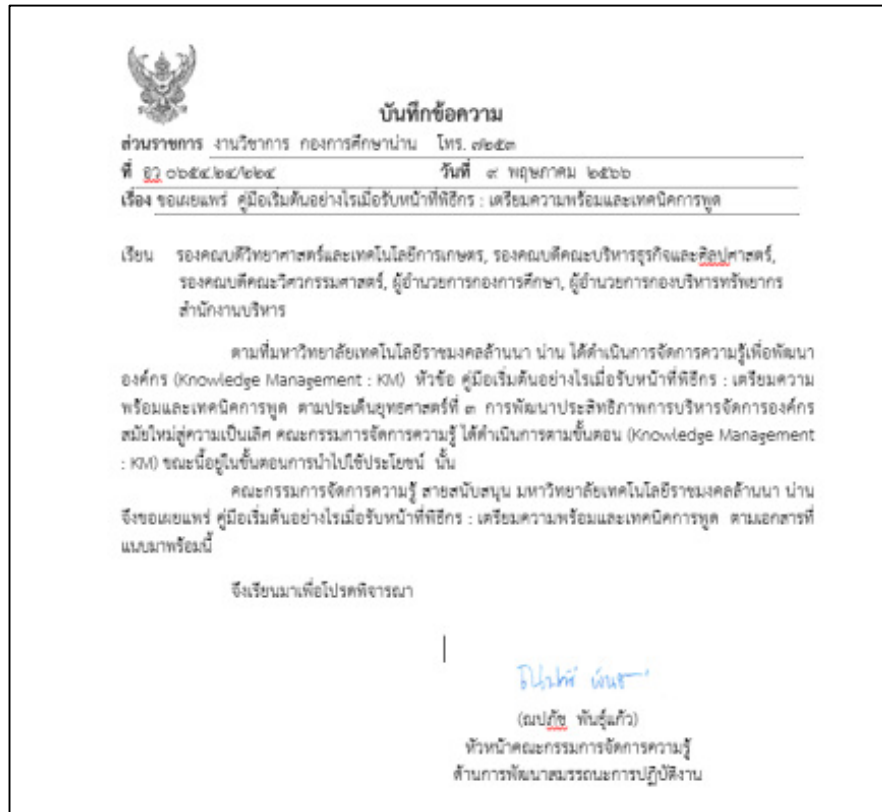 บันทึกข้อความ
ส่วนราชการ งานวิชาการ กองการศึกษาน่าน โทร. ๗๒๕๓
ที่ อว ๐๖๕๔.๒๔/๒๒๔ วันที่ ๙ พฤษภาคม ๒๕๖๖
เรื่อง ขอเผยแพร่ คู่มือเริ่มต้นอย่างไรเมื่อรับหน้าที่พิธีกร : เตรียมความพร้อมและเทคนิคการพูด
เรียน รองคณบดีวิทยาศาสตร์และเทคโนโลยีการเกษตร, รองคณบดีคณะบริหารธุรกิจและศิลปศาสตร์,
รองคณบดีคณะวิศวกรรมศาสตร์, ผู้อำนวยการกองการศึกษา, ผู้อำนวยการกองบริหารทรัพยากร
สำนักงานบริหาร
ตามที่มหาวิทยาลัยเทคโนโลยีราชมงคลล้านนา น่าน ได้ดำเนินการจัดการความรู้เพื่อพัฒนา
องค์กร (Knowledge Management : KM) หัวข้อ คู่มือเริ่มต้นอย่างไรเมื่อรับหน้าที่พิธีกร : เตรียมความ
พร้อมและเทคนิคการพูด ตามประเด็นยุทธศาสตร์ที่ ๓ การพัฒนาประสิทธิภาพการบริหารจัดการองค์กร
สมัยใหม่สู่ความเป็นเลิศ คณะกรรมการจัดการความรู้ ได้ดำเนินการตามขั้นตอน (Knowledge Management
: KM) ขณะนี้อยู่ในขั้นตอนการนำไปใช้ประโยชน์ นั้น
คณะกรรมการจัดการความรู้ สายสนับสนุน มหาวิทยาลัยเทคโนโลยีราชมงคลล้านนา น่าน
จึงขอเผยแพร่ คู่มือเริ่มต้นอย่างไรเมื่อรับหน้าที่พิธีกร : เตรียมความพร้อมและเทคนิคการพูด ตามเอกสารที่
แนบมาพร้อมนี้
จึงเรียนมาเพื่อโปรดพิจารณา
(ณปภัช พันธุ์แก้ว)
หัวหน้าคณะกรรมการจัดการความรู้
ด้านการพัฒนาสมรรถนะการปฏิบัติงาน